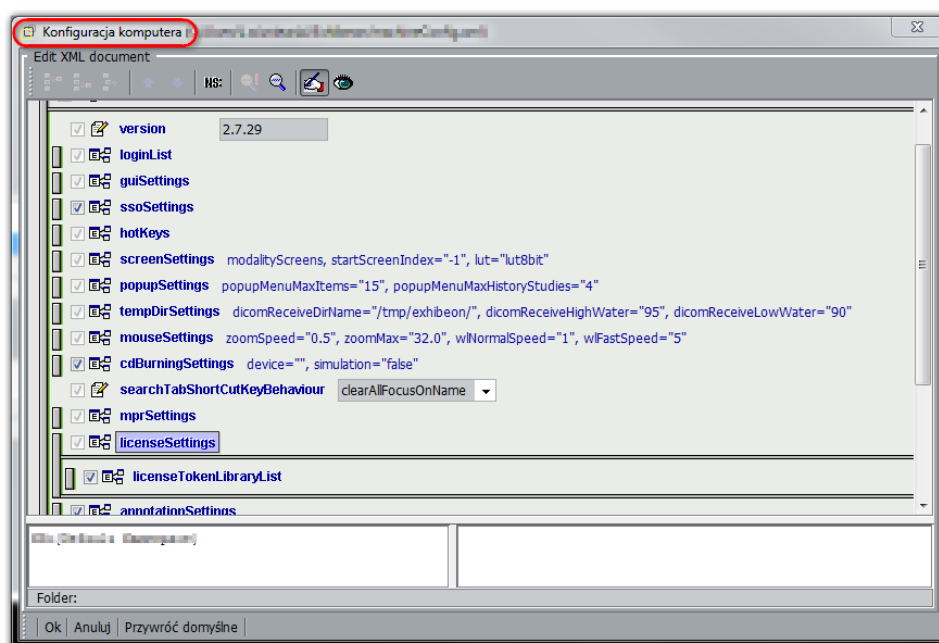 Konfiguracja komputera
Edit XML document
NS:
version 2.7.29
loginList
guiSettings
ssoSettings
hotKeys
screenSettings modalityScreens, startScreenIndex="-1", lut="lut8bit"
popupSettings popupMenuMaxItems="15", popupMenuMaxHistoryStudies="4"
tempDirSettings dicomReceiveDirName="/tmp/exhibeon/", dicomReceiveHighWater="95", dicomReceiveLowWater="90"
mouseSettings zoomSpeed="0.5", zoomMax="32.0", wlNormalSpeed="1", wlFastSpeed="5"
cdBurningSettings device="", simulation="false"
searchTabShortCutKeyBehaviour clearAllFocusOnName
mprSettings
licenseSettings
licenseTokenLibraryList
annotationSettings
Folder:
Ok Anuluj Przywróć domyślne